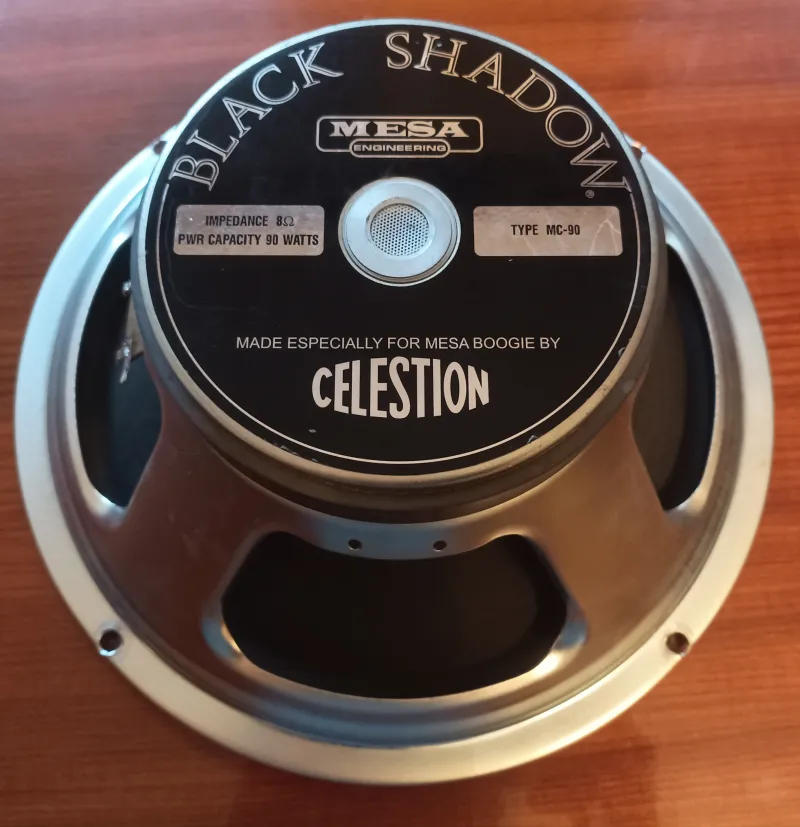 BLACK SHADOW®
MESA
ENGINEERING
IMPEDANCE 8Ω
PWR CAPACITY 90 WATTS
TYPE MC-90
MADE ESPECIALLY FOR MESA BOOGIE BY
CELESTION